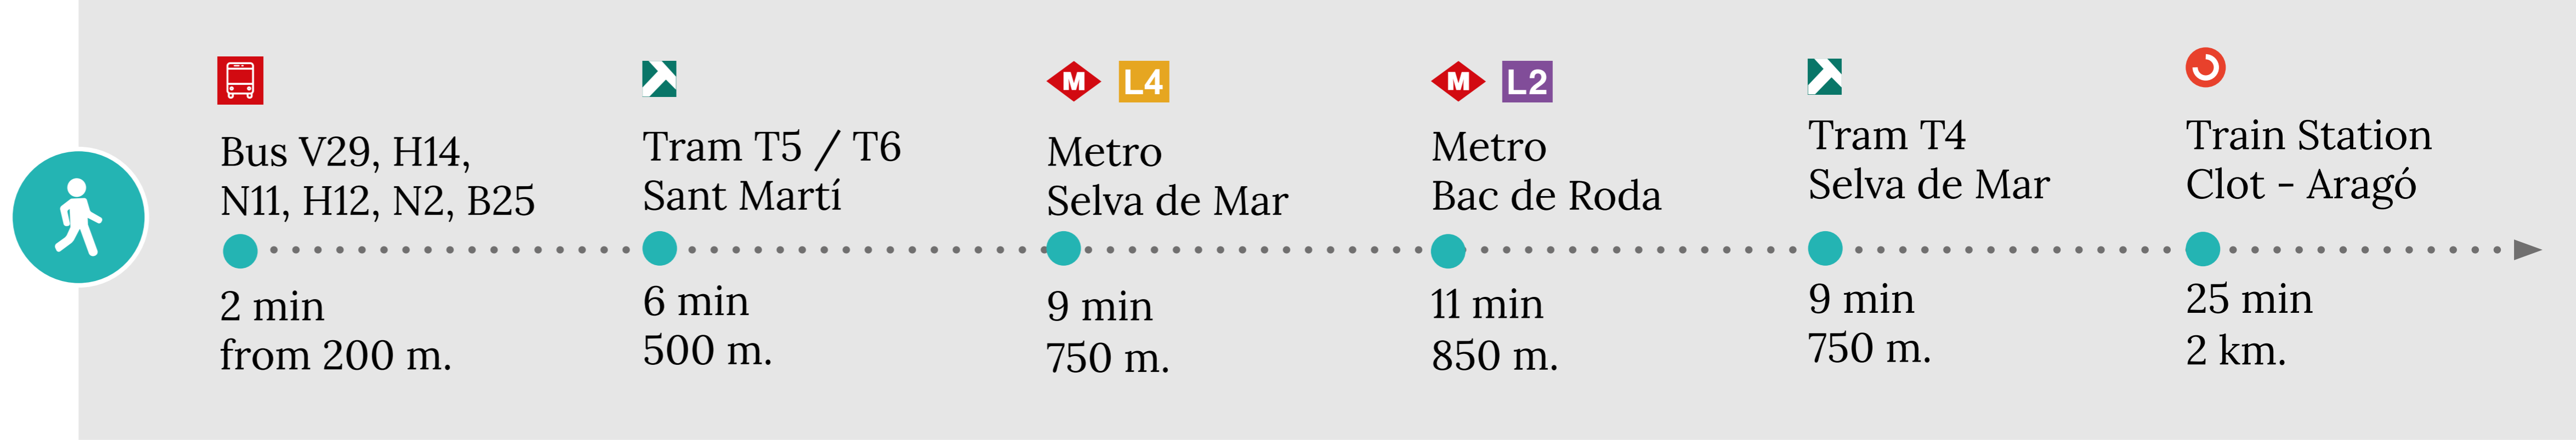 Bus V29, H14,
N11, H12, N2, B25
2 min
from 200 m.
Tram T5 / T6
Sant Martí
6 min
500 m.
M L4
Metro
Selva de Mar
9 min
750 m.
M L2
Metro
Bac de Roda
11 min
850 m.
Tram T4
Selva de Mar
9 min
750 m.
Train Station
Clot - Aragó
25 min
2 km.